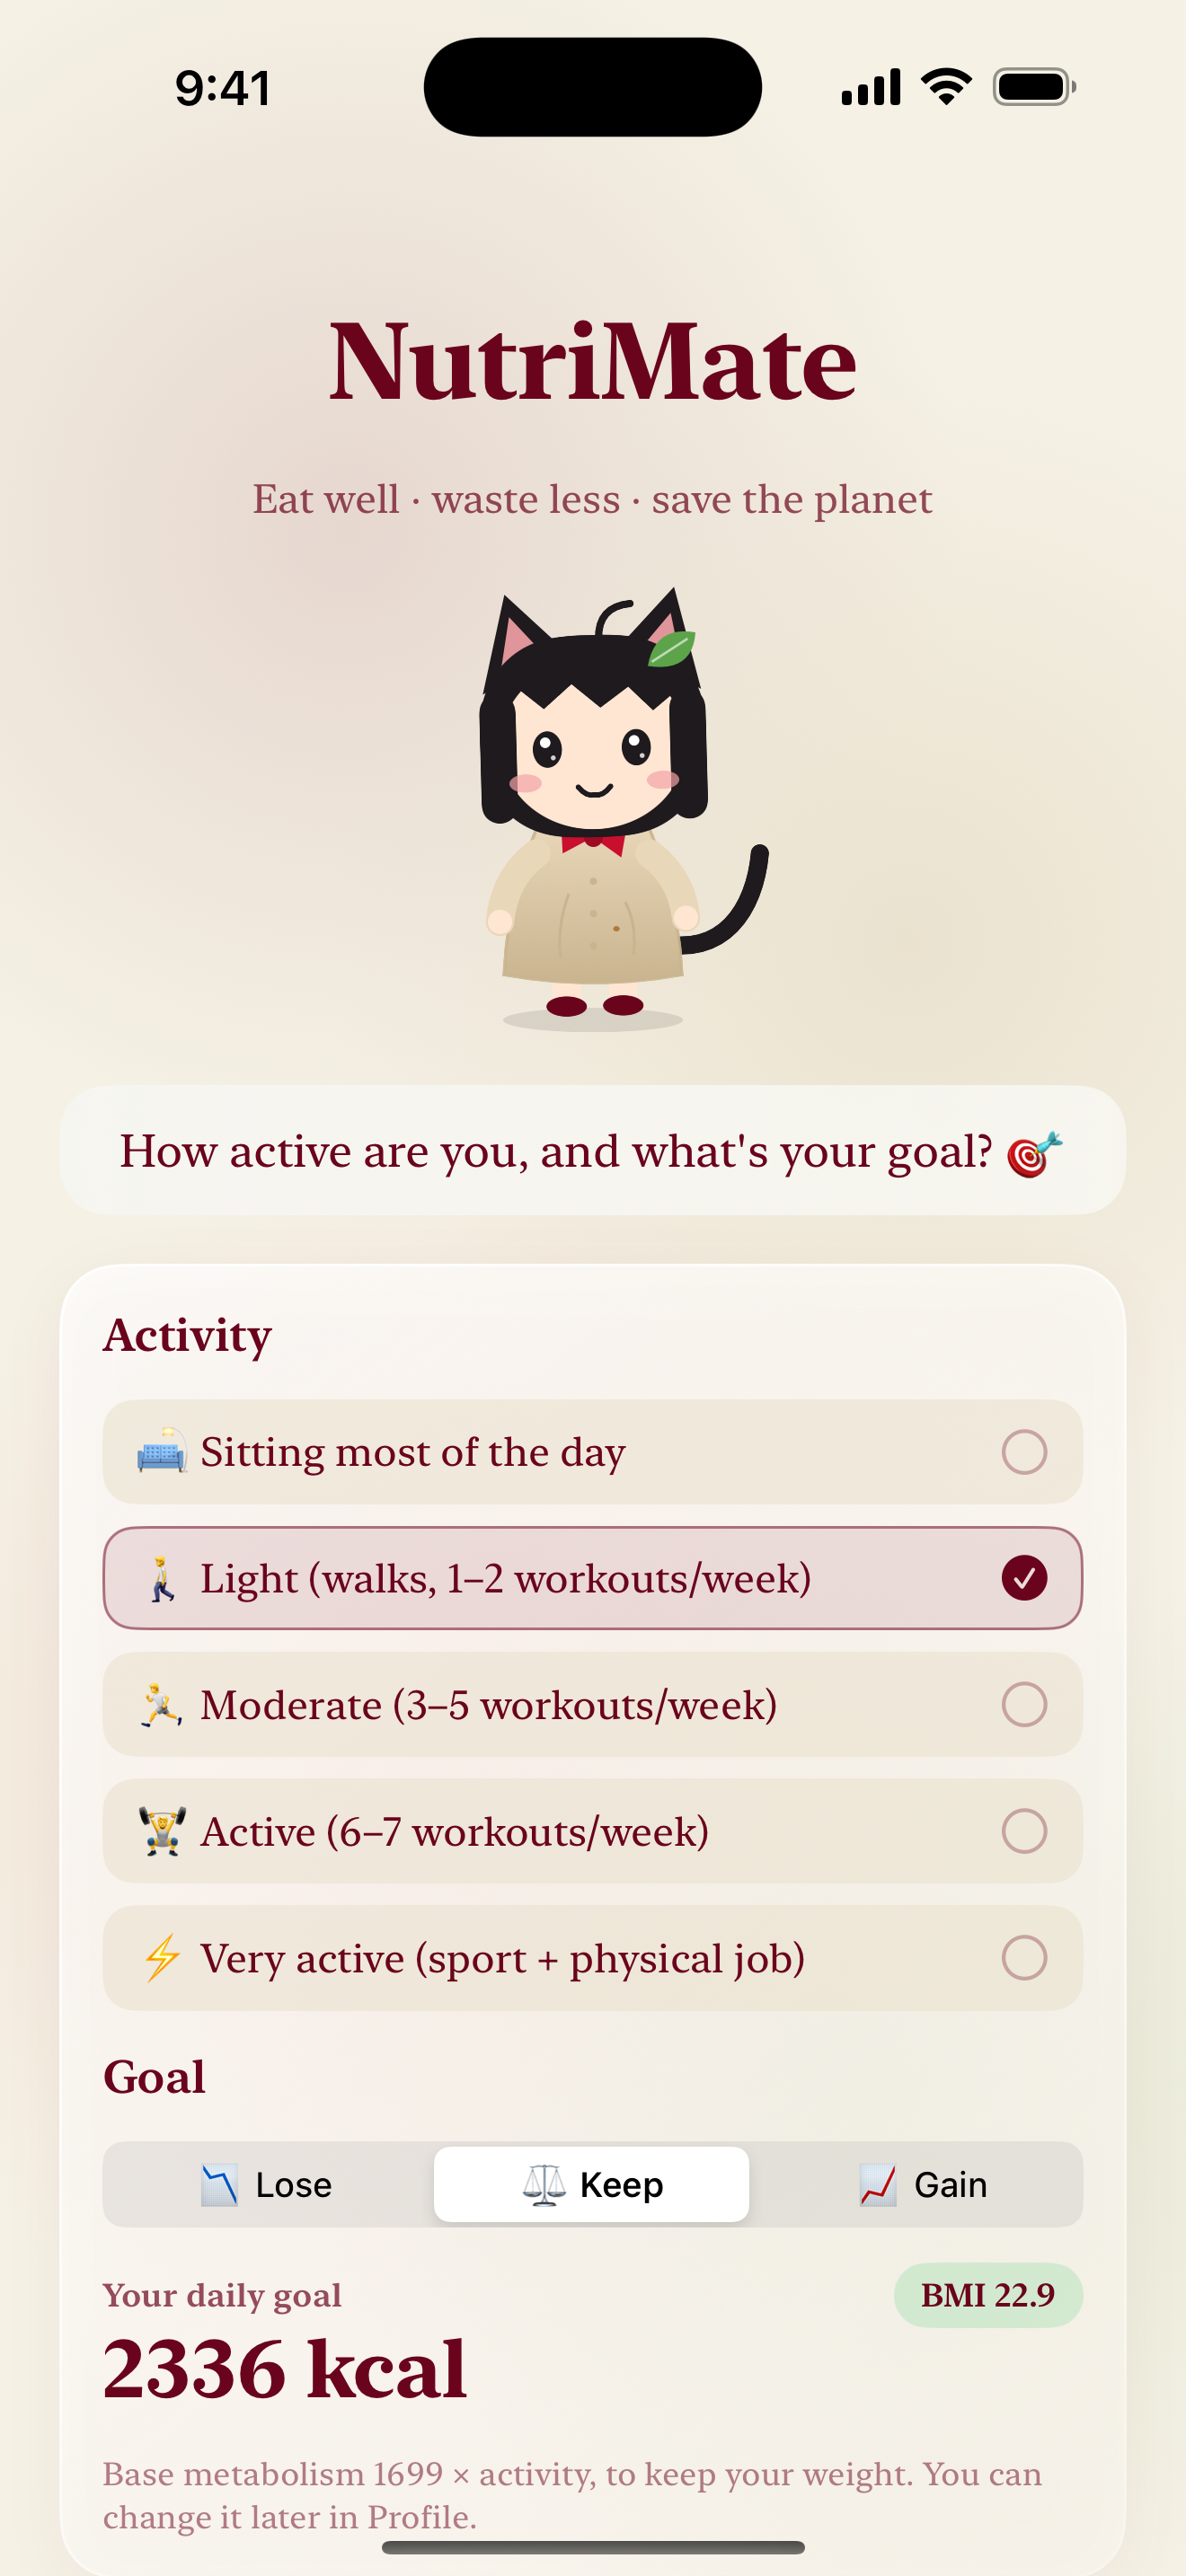 9:41
NutriMate
Eat well · waste less · save the planet
How active are you, and what's your goal? 🎯
Activity
🛋️ Sitting most of the day
🚶 Light (walks, 1–2 workouts/week)
🏃 Moderate (3–5 workouts/week)
🏋️ Active (6–7 workouts/week)
⚡ Very active (sport + physical job)
Goal
📉 Lose
⚖️ Keep
📈 Gain
Your daily goal
BMI 22.9
2336 kcal
Base metabolism 1699 × activity, to keep your weight. You can
change it later in Profile.